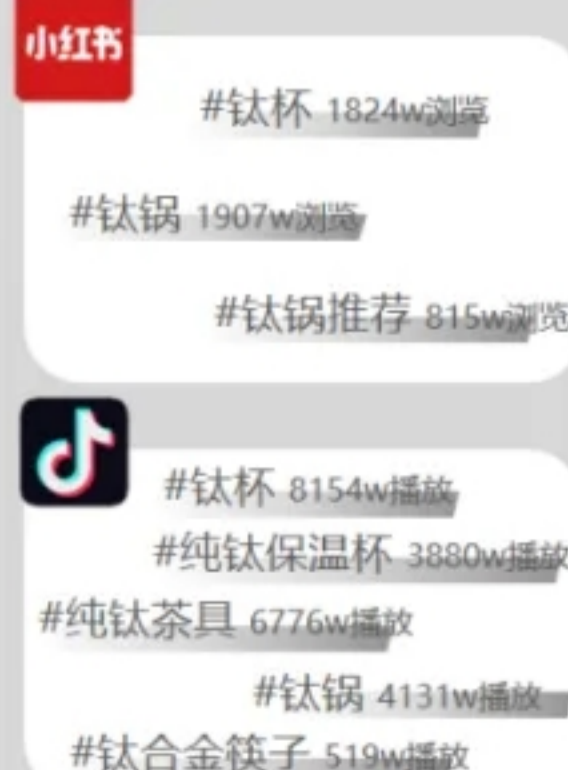 小红书
#钛杯 1824w浏览
#钛锅 1907w浏览
#钛锅推荐 815w浏览
#钛杯 8154w播放
#纯钛保温杯 3880w播放
#纯钛茶具 6776w播放
#钛锅 4131w播放
#钛合金筷子 519w播放